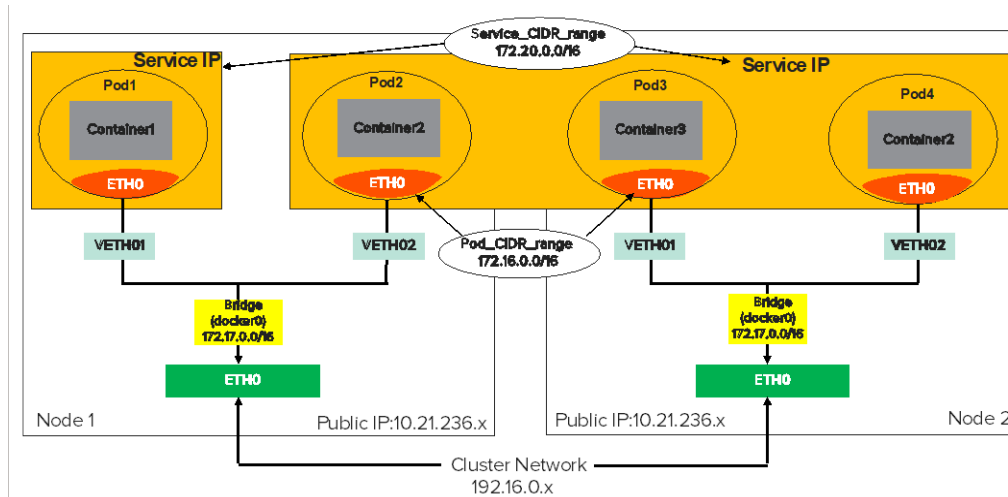 Service_CIDR_range
172.20.0.0/16
Service IP
Service IP
Pod1
Pod2
Pod3
Pod4
Container1
Container2
Container3
Container2
ETH0
ETH0
ETH0
ETH0
Pod_CIDR_range
172.16.0.0/16
VETH01
VETH02
VETH01
VETH02
Bridge
(docker0)
172.17.0.0/16
Bridge
(docker0)
172.17.0.0/16
ETH0
ETH0
Node 1
Public IP:10.21.236.x
Public IP:10.21.236.x
Node 2
Cluster Network
192.16.0.x